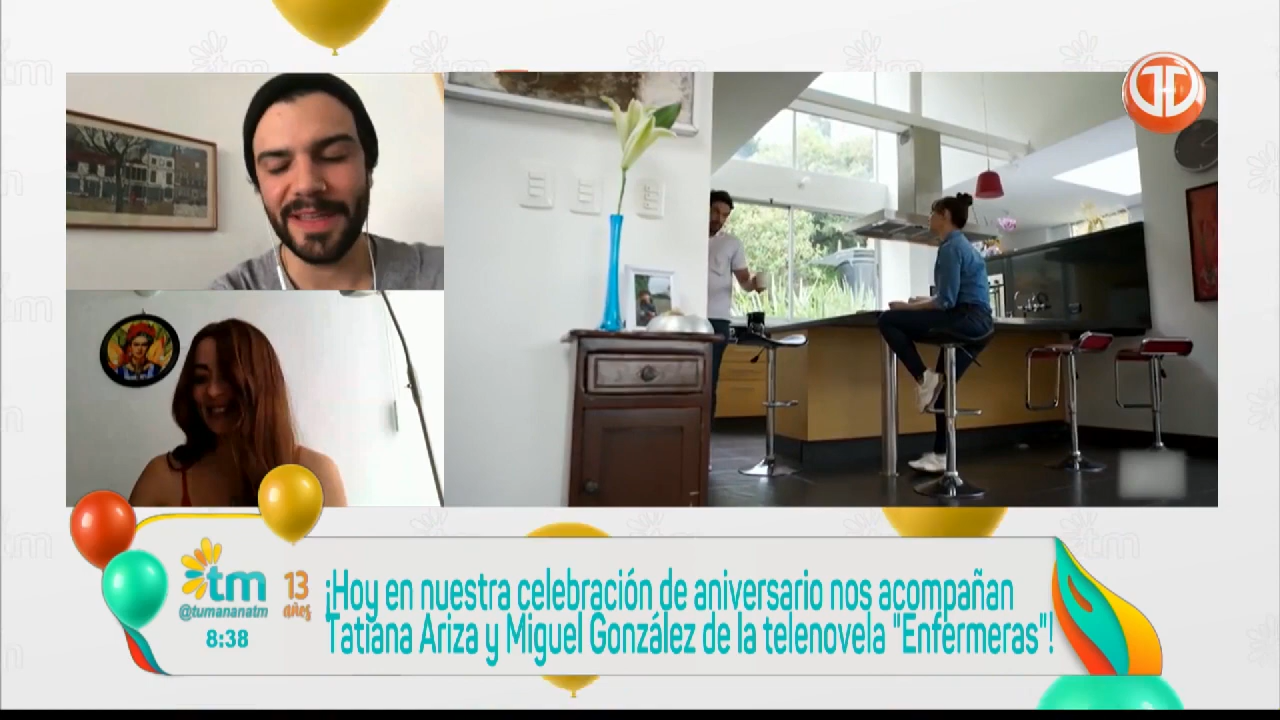 tm
@tumananatm
13
años
8:38
¡Hoy en nuestra celebración de aniversario nos acompañan
Tatiana Ariza y Miguel González de la telenovela "Enfermeras"!